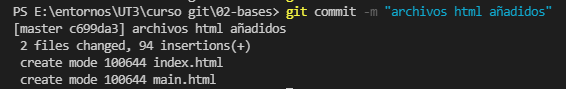 PS E:\entornos\UT3\curso git\02-bases> git commit -m "archivos html añadidos"
[master c699da3] archivos html añadidos
 2 files changed, 94 insertions(+)
 create mode 100644 index.html
 create mode 100644 main.html